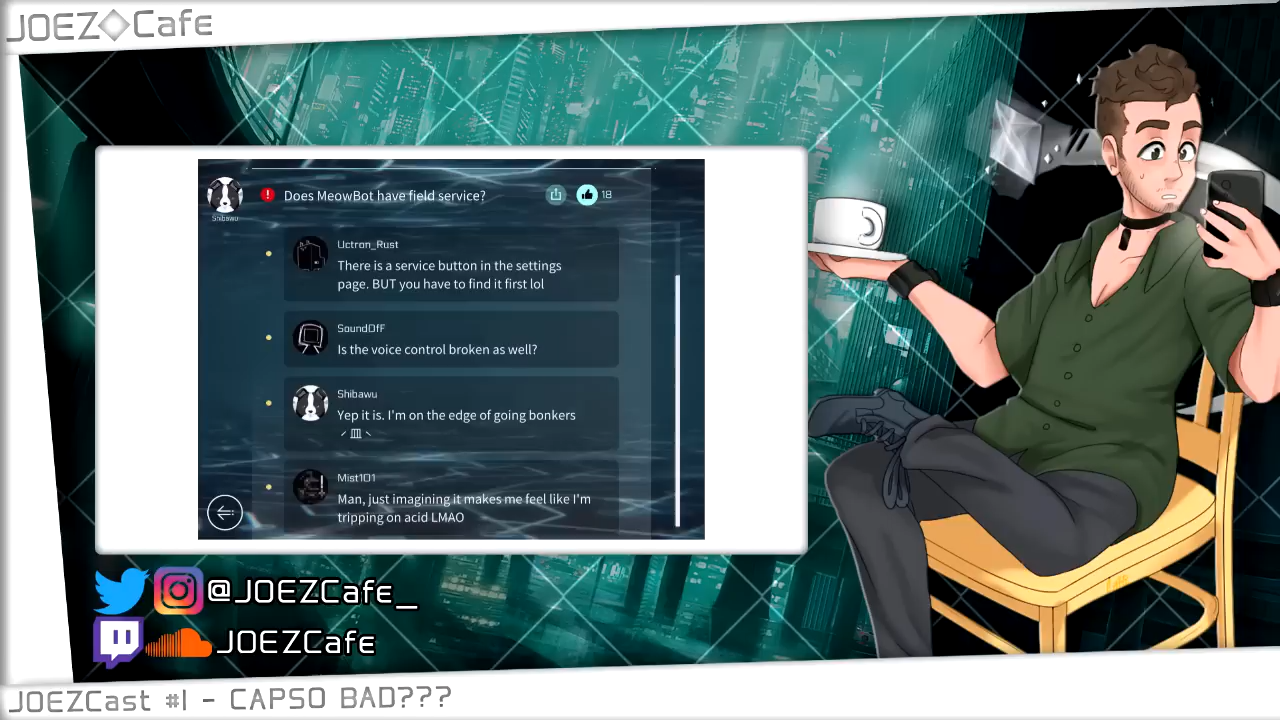 JOEZ Cafe
Does MeowBot have field service?
18
Shibawu
Uctron_Rust
There is a service button in the settings
page. BUT you have to find it first lol
SoundOfF
Is the voice control broken as well?
Shibawu
Yep it is. I'm on the edge of going bonkers
ᐟ 皿 ᐠ
Mist101
Man, just imagining it makes me feel like I'm
tripping on acid LMAO
@JOEZCafe_
JOEZCafe
JOEZCast #1 - CAPSO BAD???